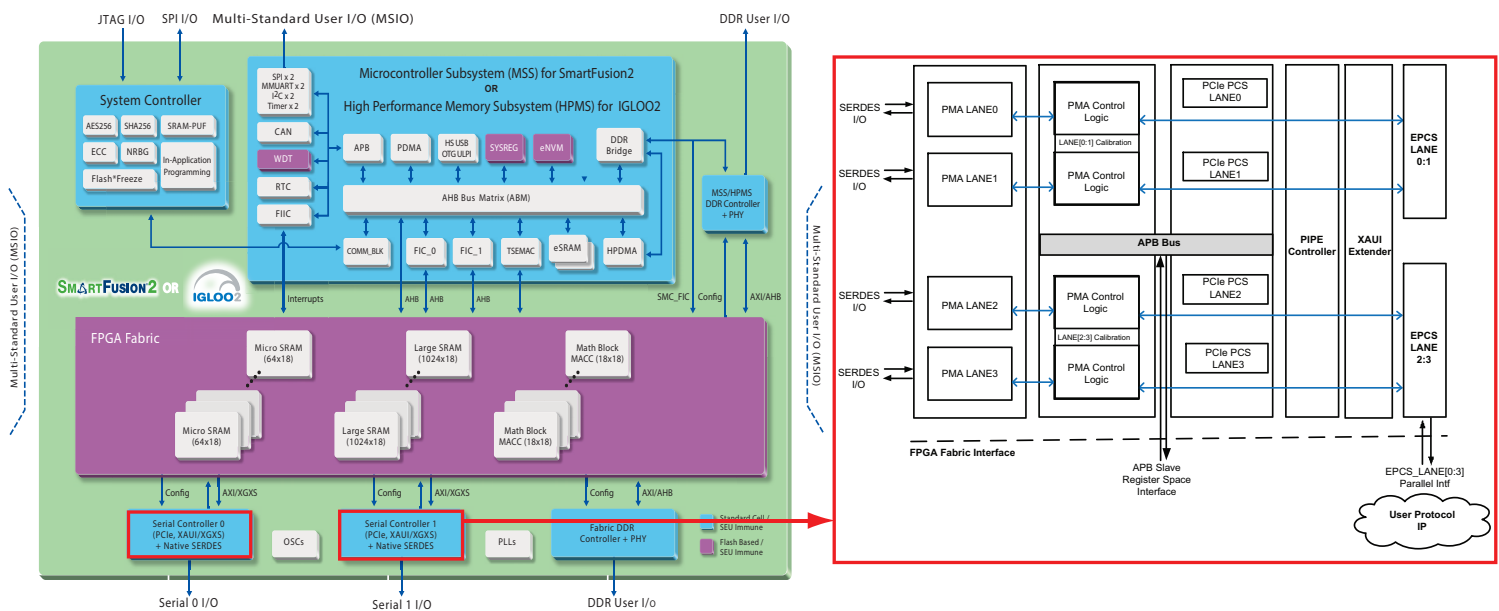 JTAG I/O
SPI I/O
Multi-Standard User I/O (MSIO)
DDR User I/O
Multi-Standard User I/O (MSIO)
System Controller
AES256
SHA256
SRAM-PUF
ECC
NRBG
In-Application
Programming
Flash*Freeze
Microcontroller Subsystem (MSS) for SmartFusion2
OR
High Performance Memory Subsystem (HPMS) for IGLOO2
SPI x 2
MMUART x 2
I2C x 2
Timer x 2
CAN
WDT
RTC
FIIC
APB
PDMA
HS USB
OTG ULPI
SYSREG
eNVM
DDR
Bridge
AHB Bus Matrix (ABM)
COMM_BLK
FIC_0
FIC_1
TSEMAC
eSRAM
HPDMA
MSS/HPMS
DDR Controller
+ PHY
SMARTFUSION2 OR IGLOO2
Interrupts
AHB
AHB
AHB
SMC_FIC
Config
AXI/AHB
FPGA Fabric
Micro SRAM
(64x18)
Large SRAM
(1024x18)
Math Block
MACC (18x18)
Micro SRAM
(64x18)
Large SRAM
(1024x18)
Math Block
MACC (18x18)
Config
AXI/XGXS
Config
AXI/XGXS
Config
AXI/AHB
Serial Controller 0
(PCIe, XAUI/XGXS)
+ Native SERDES
OSCs
Serial Controller 1
(PCIe, XAUI/XGXS)
+ Native SERDES
PLLs
Fabric DDR
Controller + PHY
Standard Cell /
SEU Immune
Flash Based /
SEU Immune
Serial 0 I/O
Serial 1 I/O
DDR User I/o
Multi-Standard User I/O (MSIO)
SERDES
I/O
SERDES
I/O
SERDES
I/O
SERDES
I/O
PMA LANE0
PMA LANE1
PMA LANE2
PMA LANE3
PMA Control
Logic
LANE[0:1] Calibration
PMA Control
Logic
APB Bus
PMA Control
Logic
LANE[2:3] Calibration
PMA Control
Logic
PCIe PCS
LANE0
PCIe PCS
LANE1
PCIe PCS
LANE2
PCIe PCS
LANE3
PIPE
Controller
XAUI
Extender
EPCS
LANE
0:1
EPCS
LANE
2:3
FPGA Fabric Interface
APB Slave
Register Space
Interface
EPCS_LANE[0:3]
Parallel Intf
User Protocol
IP